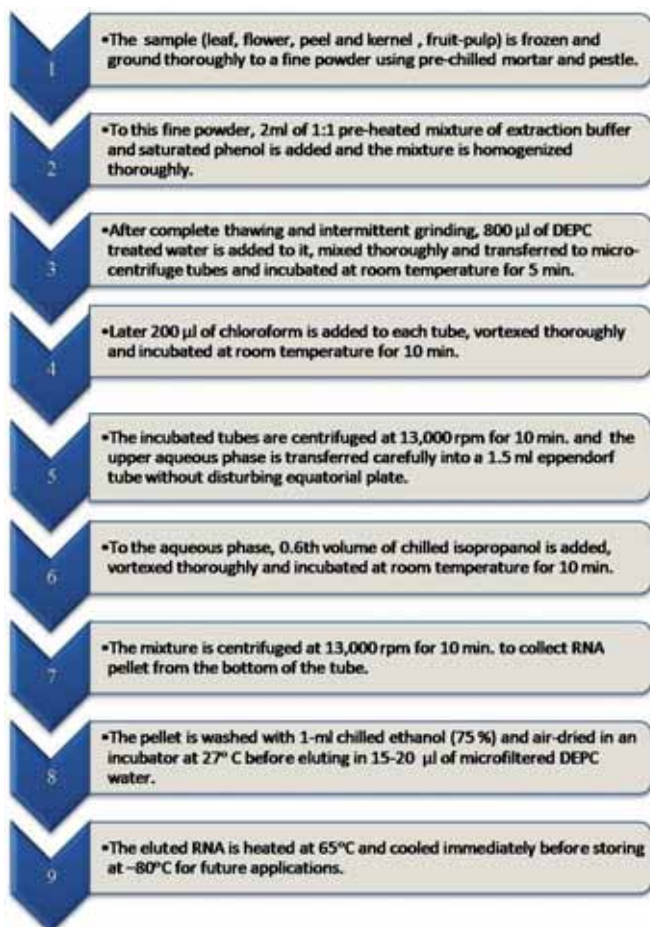 1
•The sample (leaf, flower, peel and kernel , fruit-pulp) is frozen and
ground thoroughly to a fine powder using pre-chilled mortar and pestle.
2
•To this fine powder, 2ml of 1:1 pre-heated mixture of extraction buffer
and saturated phenol is added and the mixture is homogenized
thoroughly.
3
•After complete thawing and intermittent grinding, 800 µl of DEPC
treated water is added to it, mixed thoroughly and transferred to micro-
centrifuge tubes and incubated at room temperature for 5 min.
4
•Later 200 µl of chloroform is added to each tube, vortexed thoroughly
and incubated at room temperature for 10 min.
5
•The incubated tubes are centrifuged at 13,000 rpm for 10 min. and the
upper aqueous phase is transferred carefully into a 1.5 ml eppendorf
tube without disturbing equatorial plate.
6
•To the aqueous phase, 0.6th volume of chilled isopropanol is added,
vortexed thoroughly and incubated at room temperature for 10 min.
7
•The mixture is centrifuged at 13,000 rpm for 10 min. to collect RNA
pellet from the bottom of the tube.
8
•The pellet is washed with 1-ml chilled ethanol (75 %) and air-dried in an
incubator at 27° C before eluting in 15-20 µl of microfiltered DEPC
water.
9
•The eluted RNA is heated at 65°C and cooled immediately before storing
at –80°C for future applications.